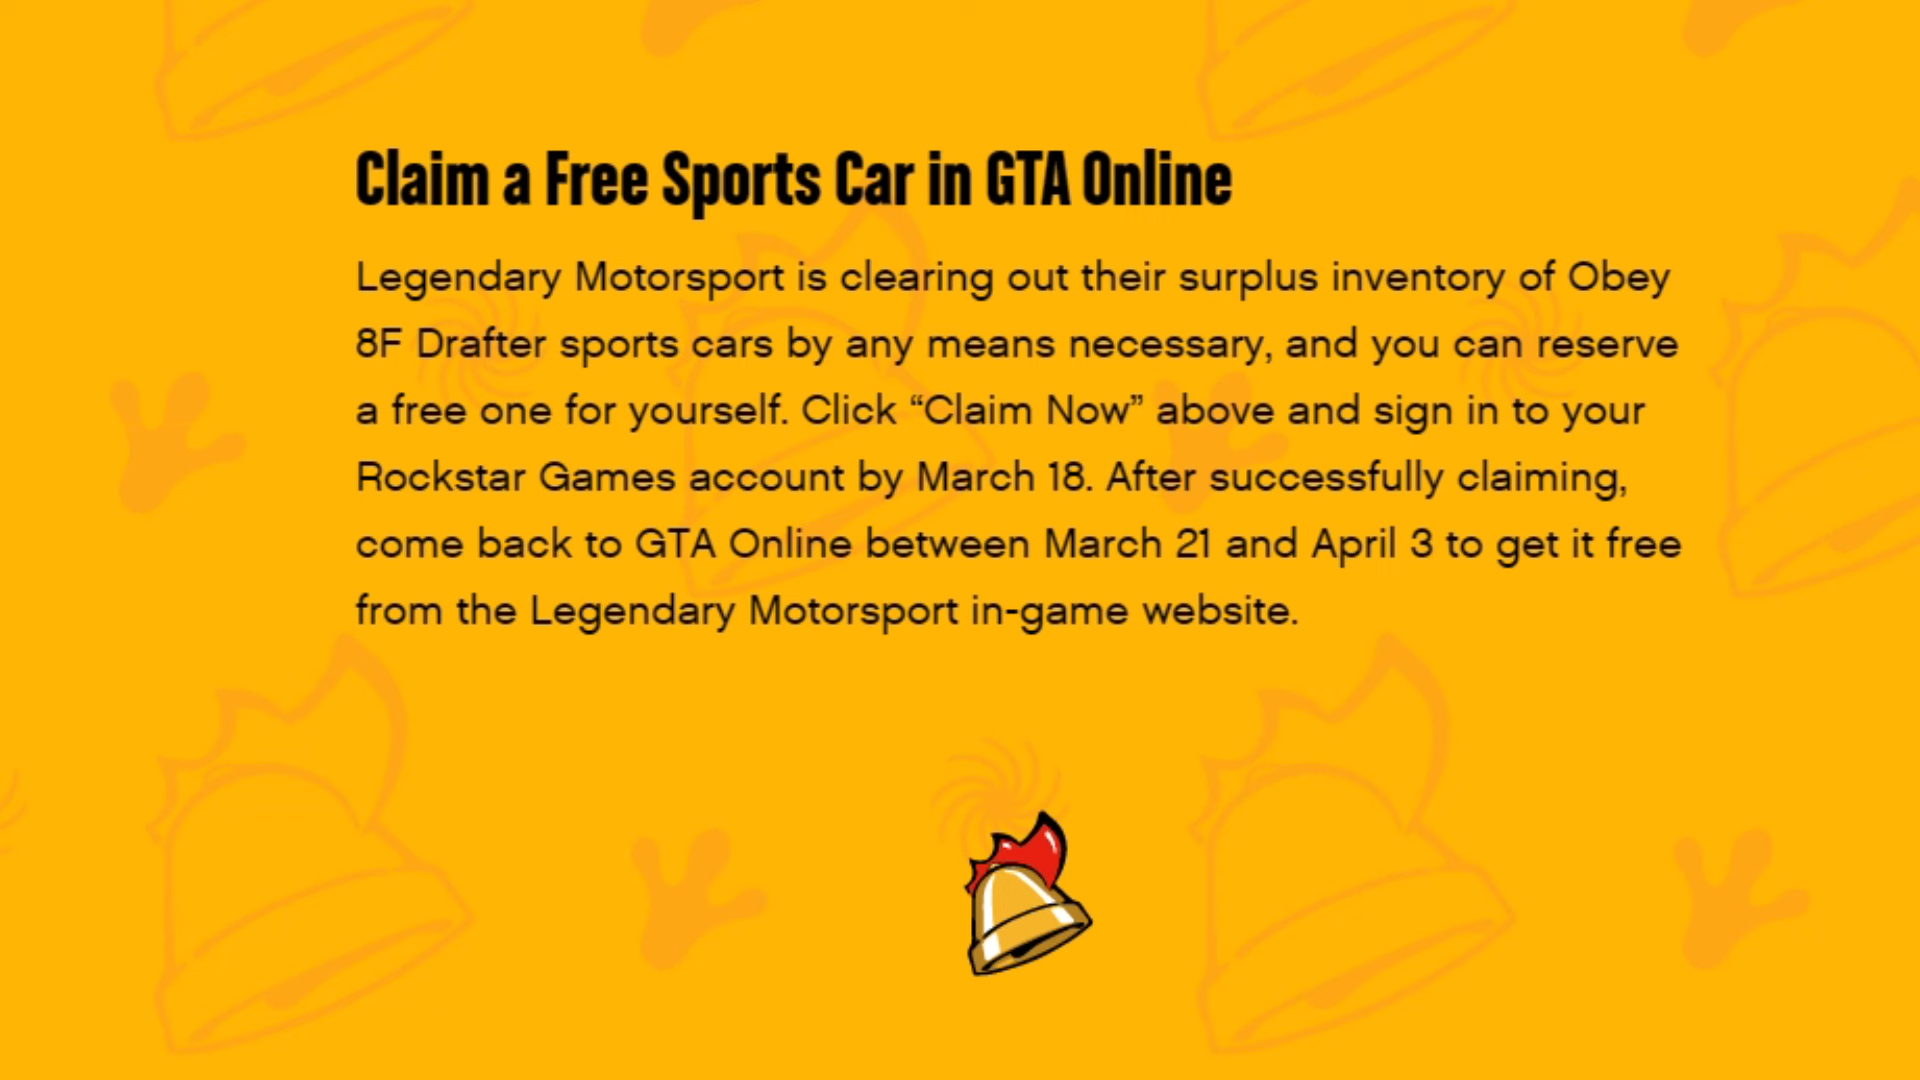 Claim a Free Sports Car in GTA Online
Legendary Motorsport is clearing out their surplus inventory of Obey
8F Drafter sports cars by any means necessary, and you can reserve
a free one for yourself. Click “Claim Now” above and sign in to your
Rockstar Games account by March 18. After successfully claiming,
come back to GTA Online between March 21 and April 3 to get it free
from the Legendary Motorsport in-game website.